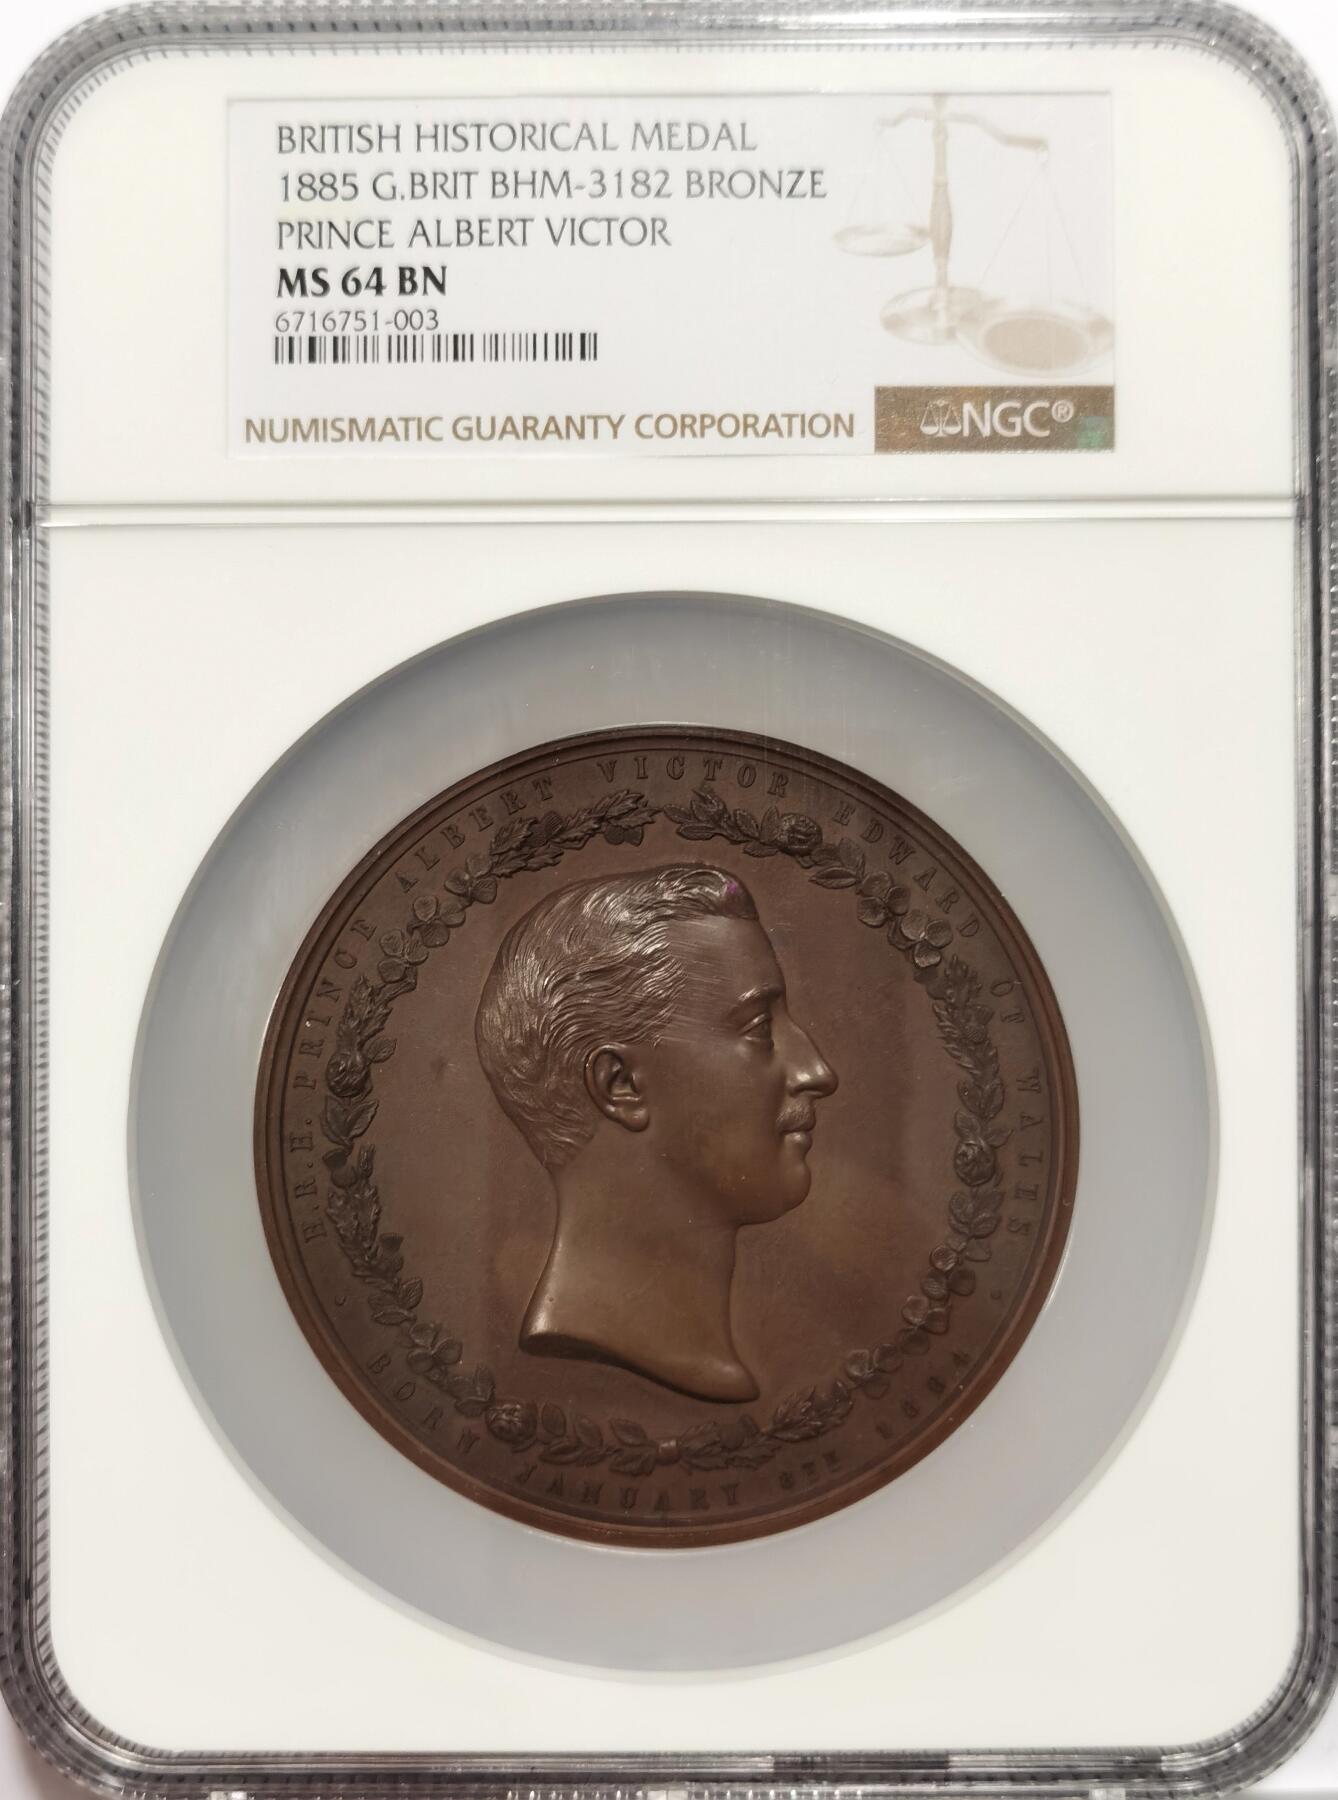 BRITISH HISTORICAL MEDAL
1885 G.BRIT BHM-3182 BRONZE
PRINCE ALBERT VICTOR
MS 64 BN
6716751-003
NUMISMATIC GUARANTY CORPORATION
NGC®
H.R.H. PRINCE ALBERT VICTOR EDWARD OF WALES
BORN JANUARY 8TH 1864